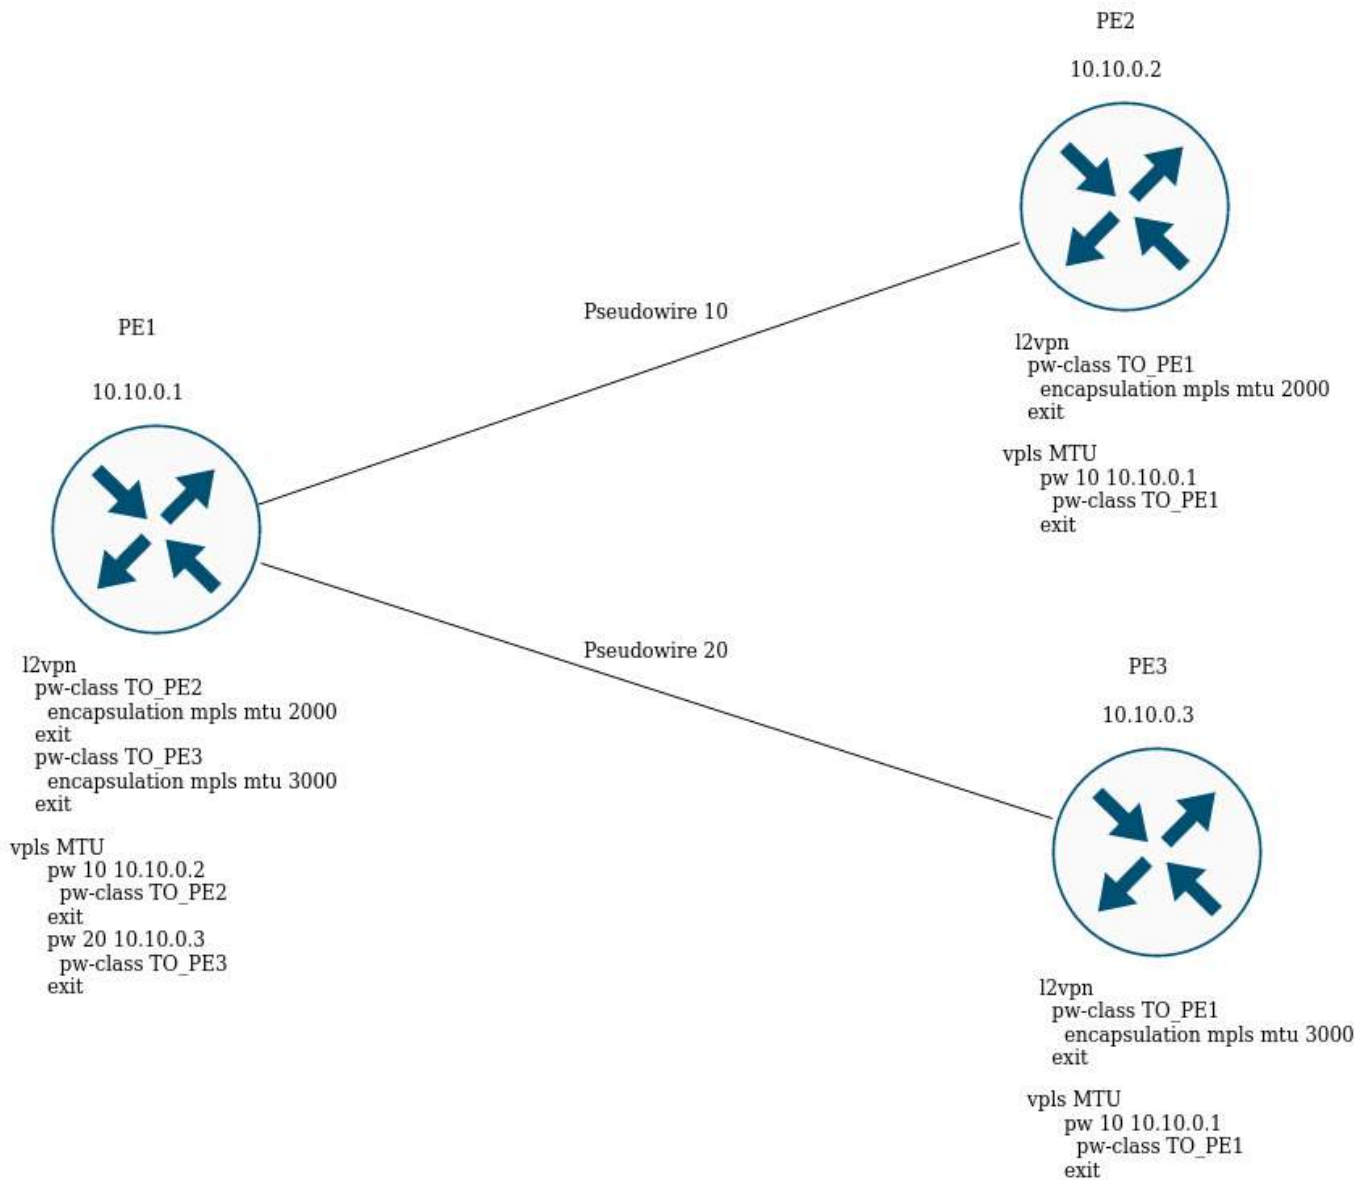 PE2
10.10.0.2
l2vpn
pw-class TO_PE1
encapsulation mpls mtu 2000
exit
vpls MTU
pw 10 10.10.0.1
pw-class TO_PE1
exit
Pseudowire 10
PE1
10.10.0.1
l2vpn
pw-class TO_PE2
encapsulation mpls mtu 2000
exit
pw-class TO_PE3
encapsulation mpls mtu 3000
exit
vpls MTU
pw 10 10.10.0.2
pw-class TO_PE2
exit
pw 20 10.10.0.3
pw-class TO_PE3
exit
Pseudowire 20
PE3
10.10.0.3
l2vpn
pw-class TO_PE1
encapsulation mpls mtu 3000
exit
vpls MTU
pw 10 10.10.0.1
pw-class TO_PE1
exit